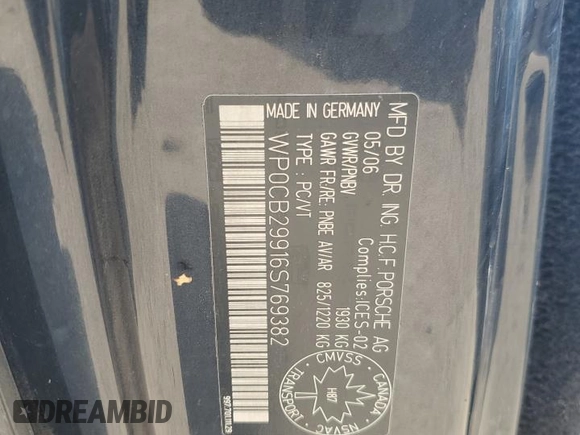 MFD BY DR. ING. H.C.F. PORSCHE AG
05/06 Complies: ICES-02
GVWR/PNBV 1930 KG
GAWR FR/RE: PNBE AV/AR 825/1220 KG
TYPE : PC/VT
WP0CB29916S769382
MADE IN GERMANY
CMVSS
NSVAC
CANADA
TRANSPORT
H87
DREAMBID